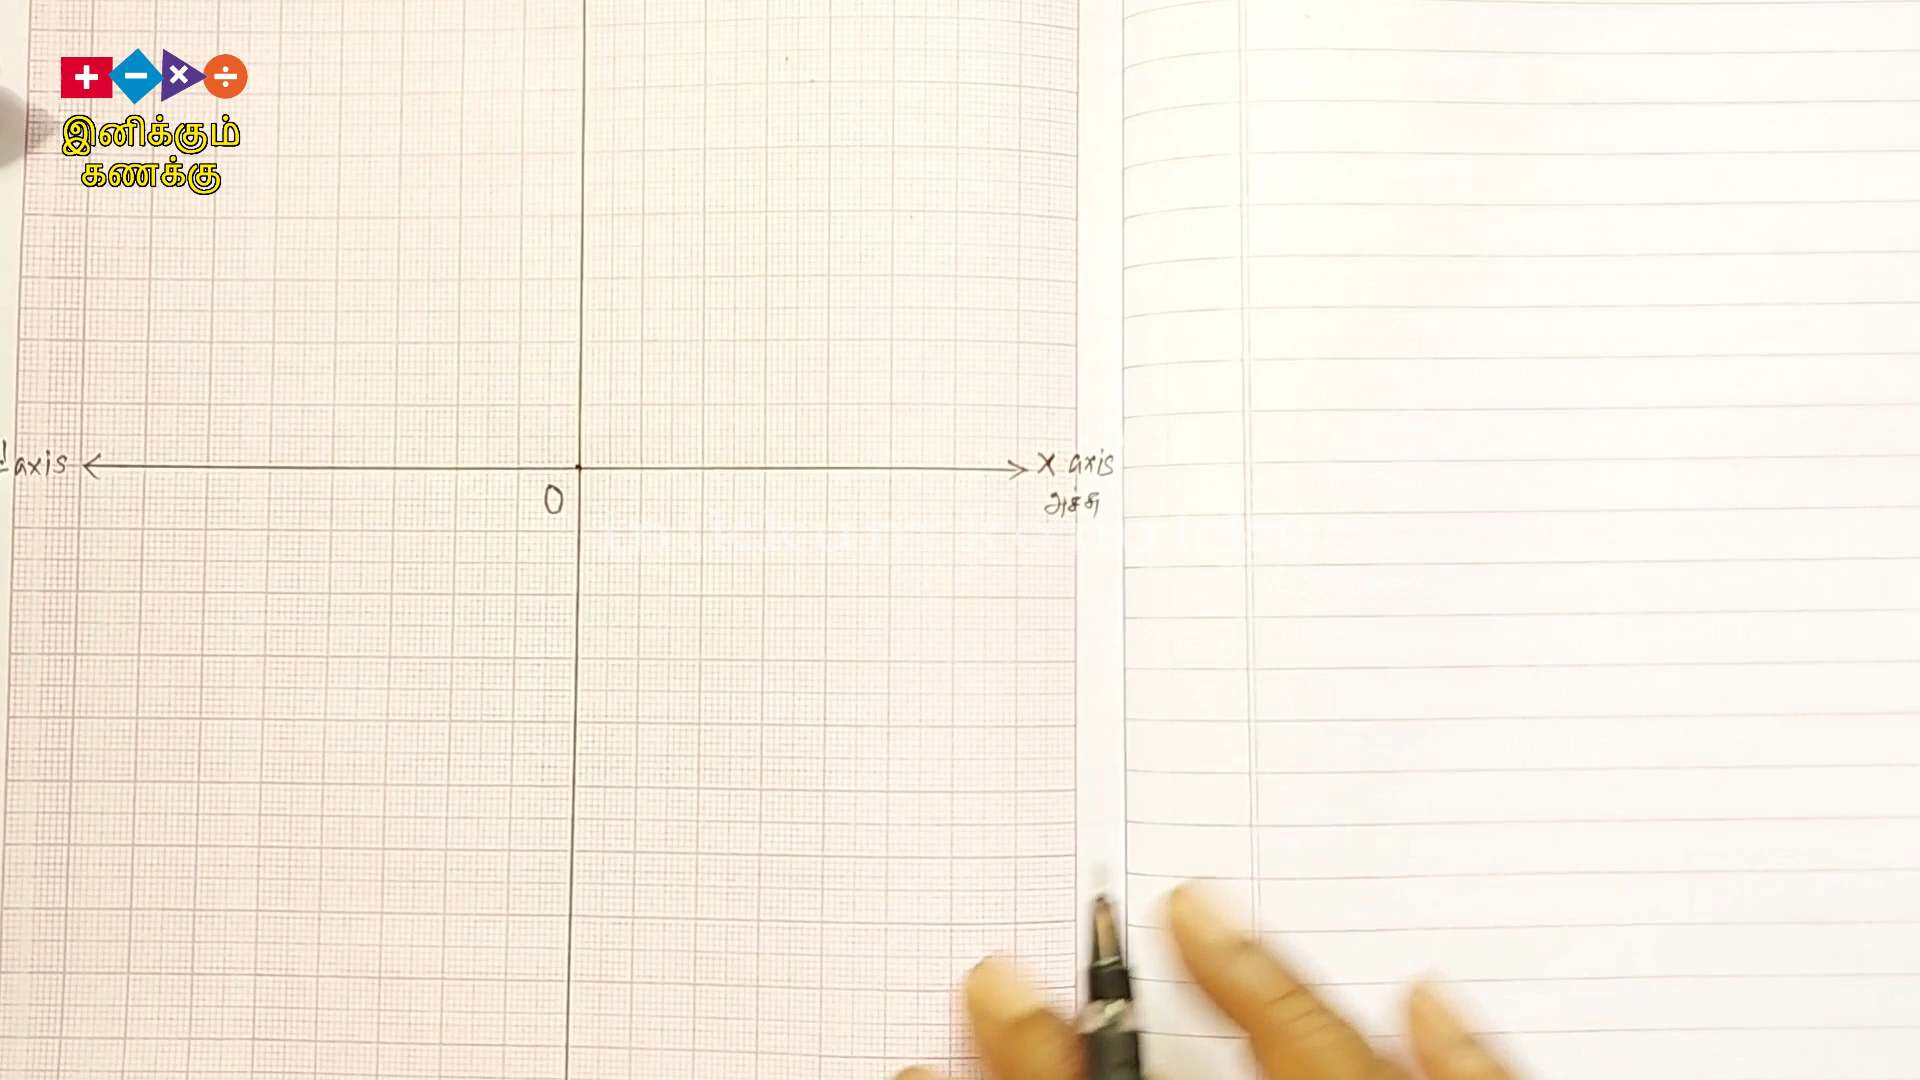 இனிக்கும்
கணக்கு
axis
X axis
அச்சு
0